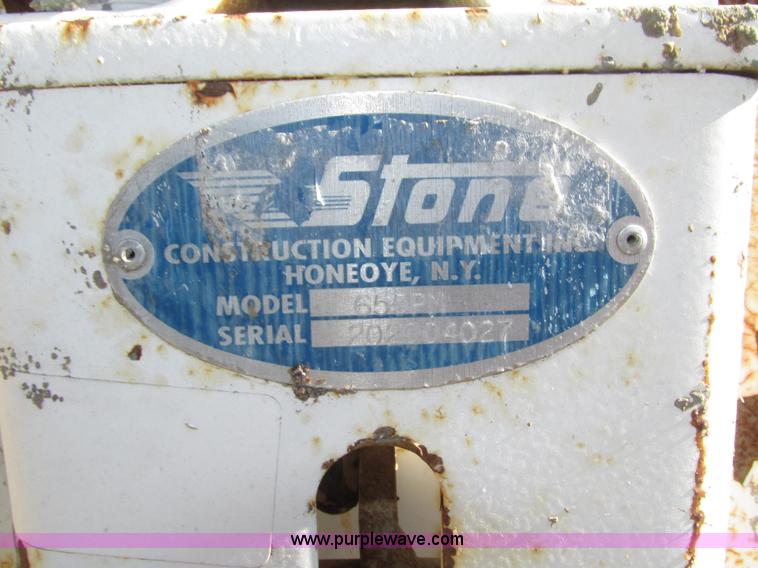 Stone
CONSTRUCTION EQUIPMENT INC.
HONEOYE, N.Y.
MODEL
SERIAL
www.purplewave.com